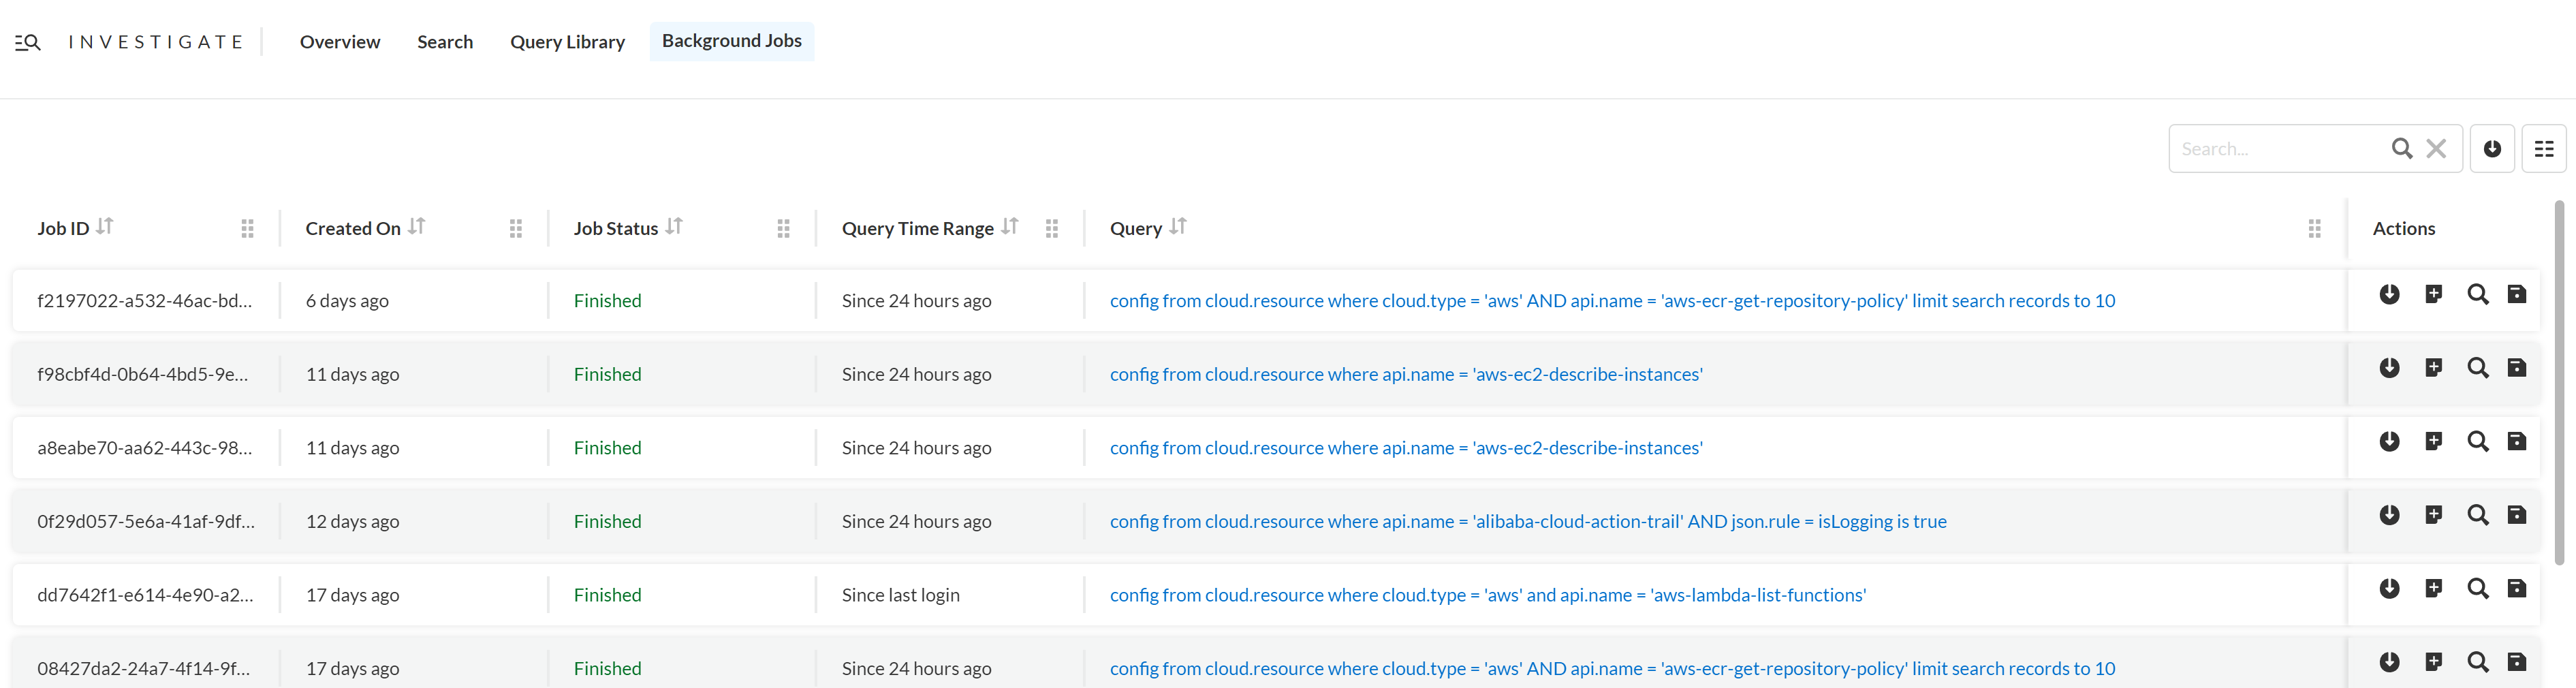 INVESTIGATE Overview Search Query Library Background Jobs
Search...
Job ID Created On Job Status Query Time Range Query Actions
f2197022-a532-46ac-bd... 6 days ago Finished Since 24 hours ago config from cloud.resource where cloud.type = 'aws' AND api.name = 'aws-ecr-get-repository-policy' limit search records to 10
f98cbf4d-0b64-4bd5-9e... 11 days ago Finished Since 24 hours ago config from cloud.resource where api.name = 'aws-ec2-describe-instances'
a8eabe70-aa62-443c-98... 11 days ago Finished Since 24 hours ago config from cloud.resource where api.name = 'aws-ec2-describe-instances'
0f29d057-5e6a-41af-9df... 12 days ago Finished Since 24 hours ago config from cloud.resource where api.name = 'alibaba-cloud-action-trail' AND json.rule = isLogging is true
dd7642f1-e614-4e90-a2... 17 days ago Finished Since last login config from cloud.resource where cloud.type = 'aws' and api.name = 'aws-lambda-list-functions'
08427da2-24a7-4f14-9f... 17 days ago Finished Since 24 hours ago config from cloud.resource where cloud.type = 'aws' AND api.name = 'aws-ecr-get-repository-policy' limit search records to 10